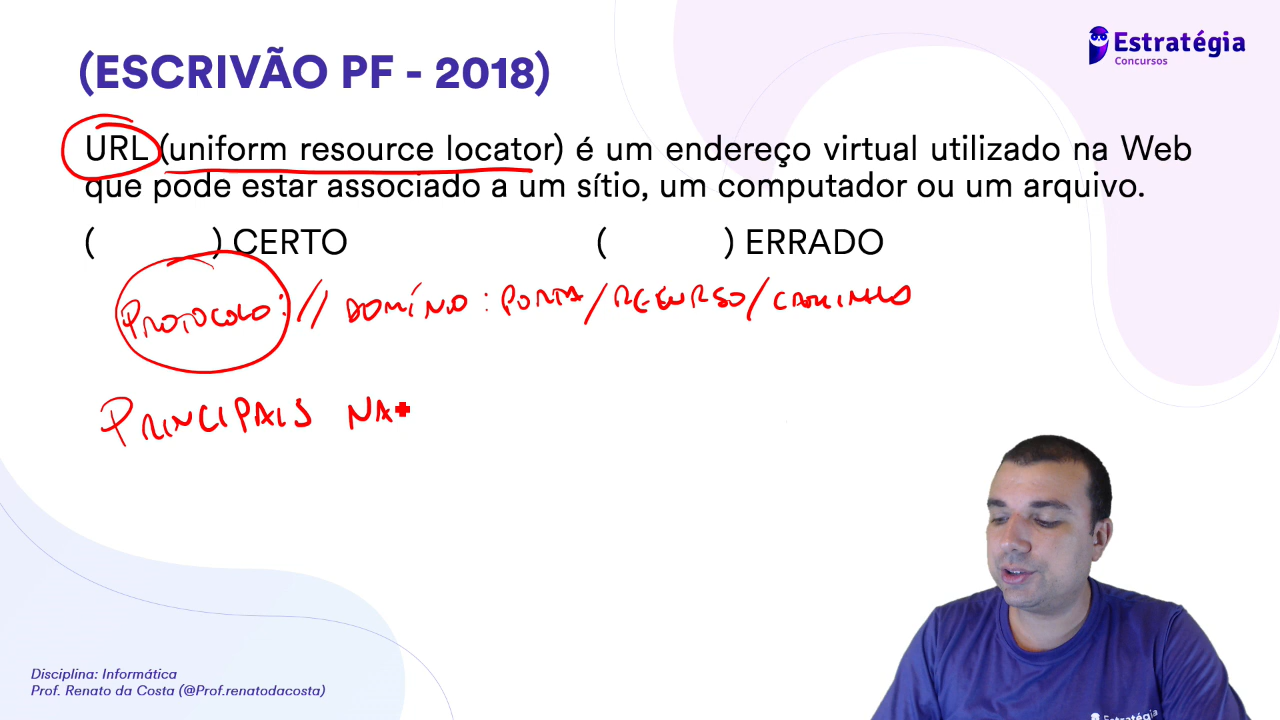 (ESCRIVÃO PF - 2018)
Estratégia
Concursos
URL (uniform resource locator) é um endereço virtual utilizado na Web
que pode estar associado a um sítio, um computador ou um arquivo.
( ) CERTO ( ) ERRADO
PROTOCOLO: // DOMÍNIO : PORTA / RECURSO / CAMINHO
PRINCIPAIS NA
Disciplina: Informática
Prof. Renato da Costa (@Prof.renatodacosta)
Estratégia